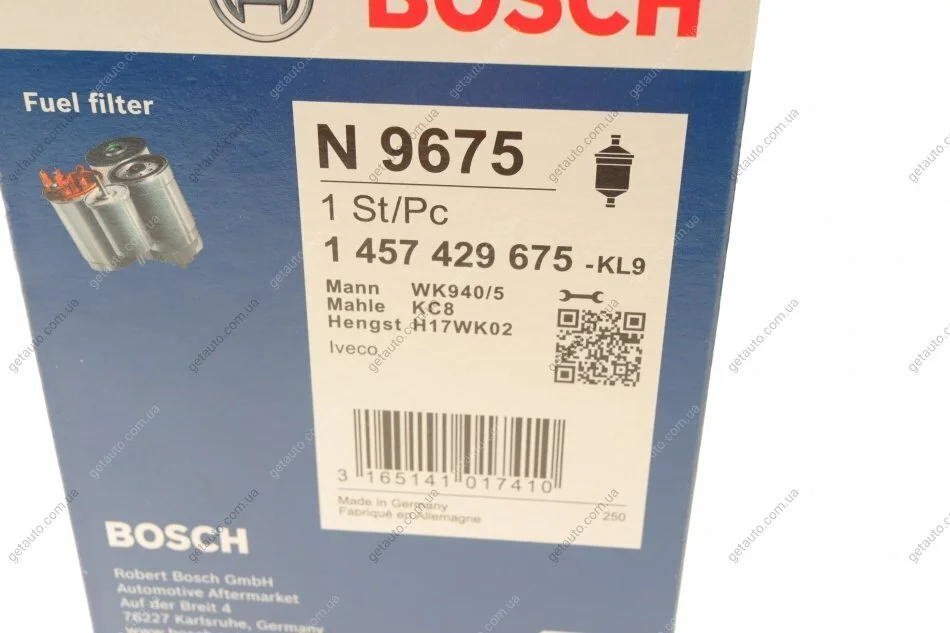 BOSCH
Fuel filter
N 9675
1 St/Pc
1 457 429 675 -KL9
Mann WK940/5
Mahle KC8
Hengst H17WK02
Iveco
3 165141 017410
Made in Germany
Fabriqué en Allemagne 250
BOSCH
Robert Bosch GmbH
Automotive Aftermarket
Auf der Breit 4
76227 Karlsruhe, Germany
getauto.com.ua